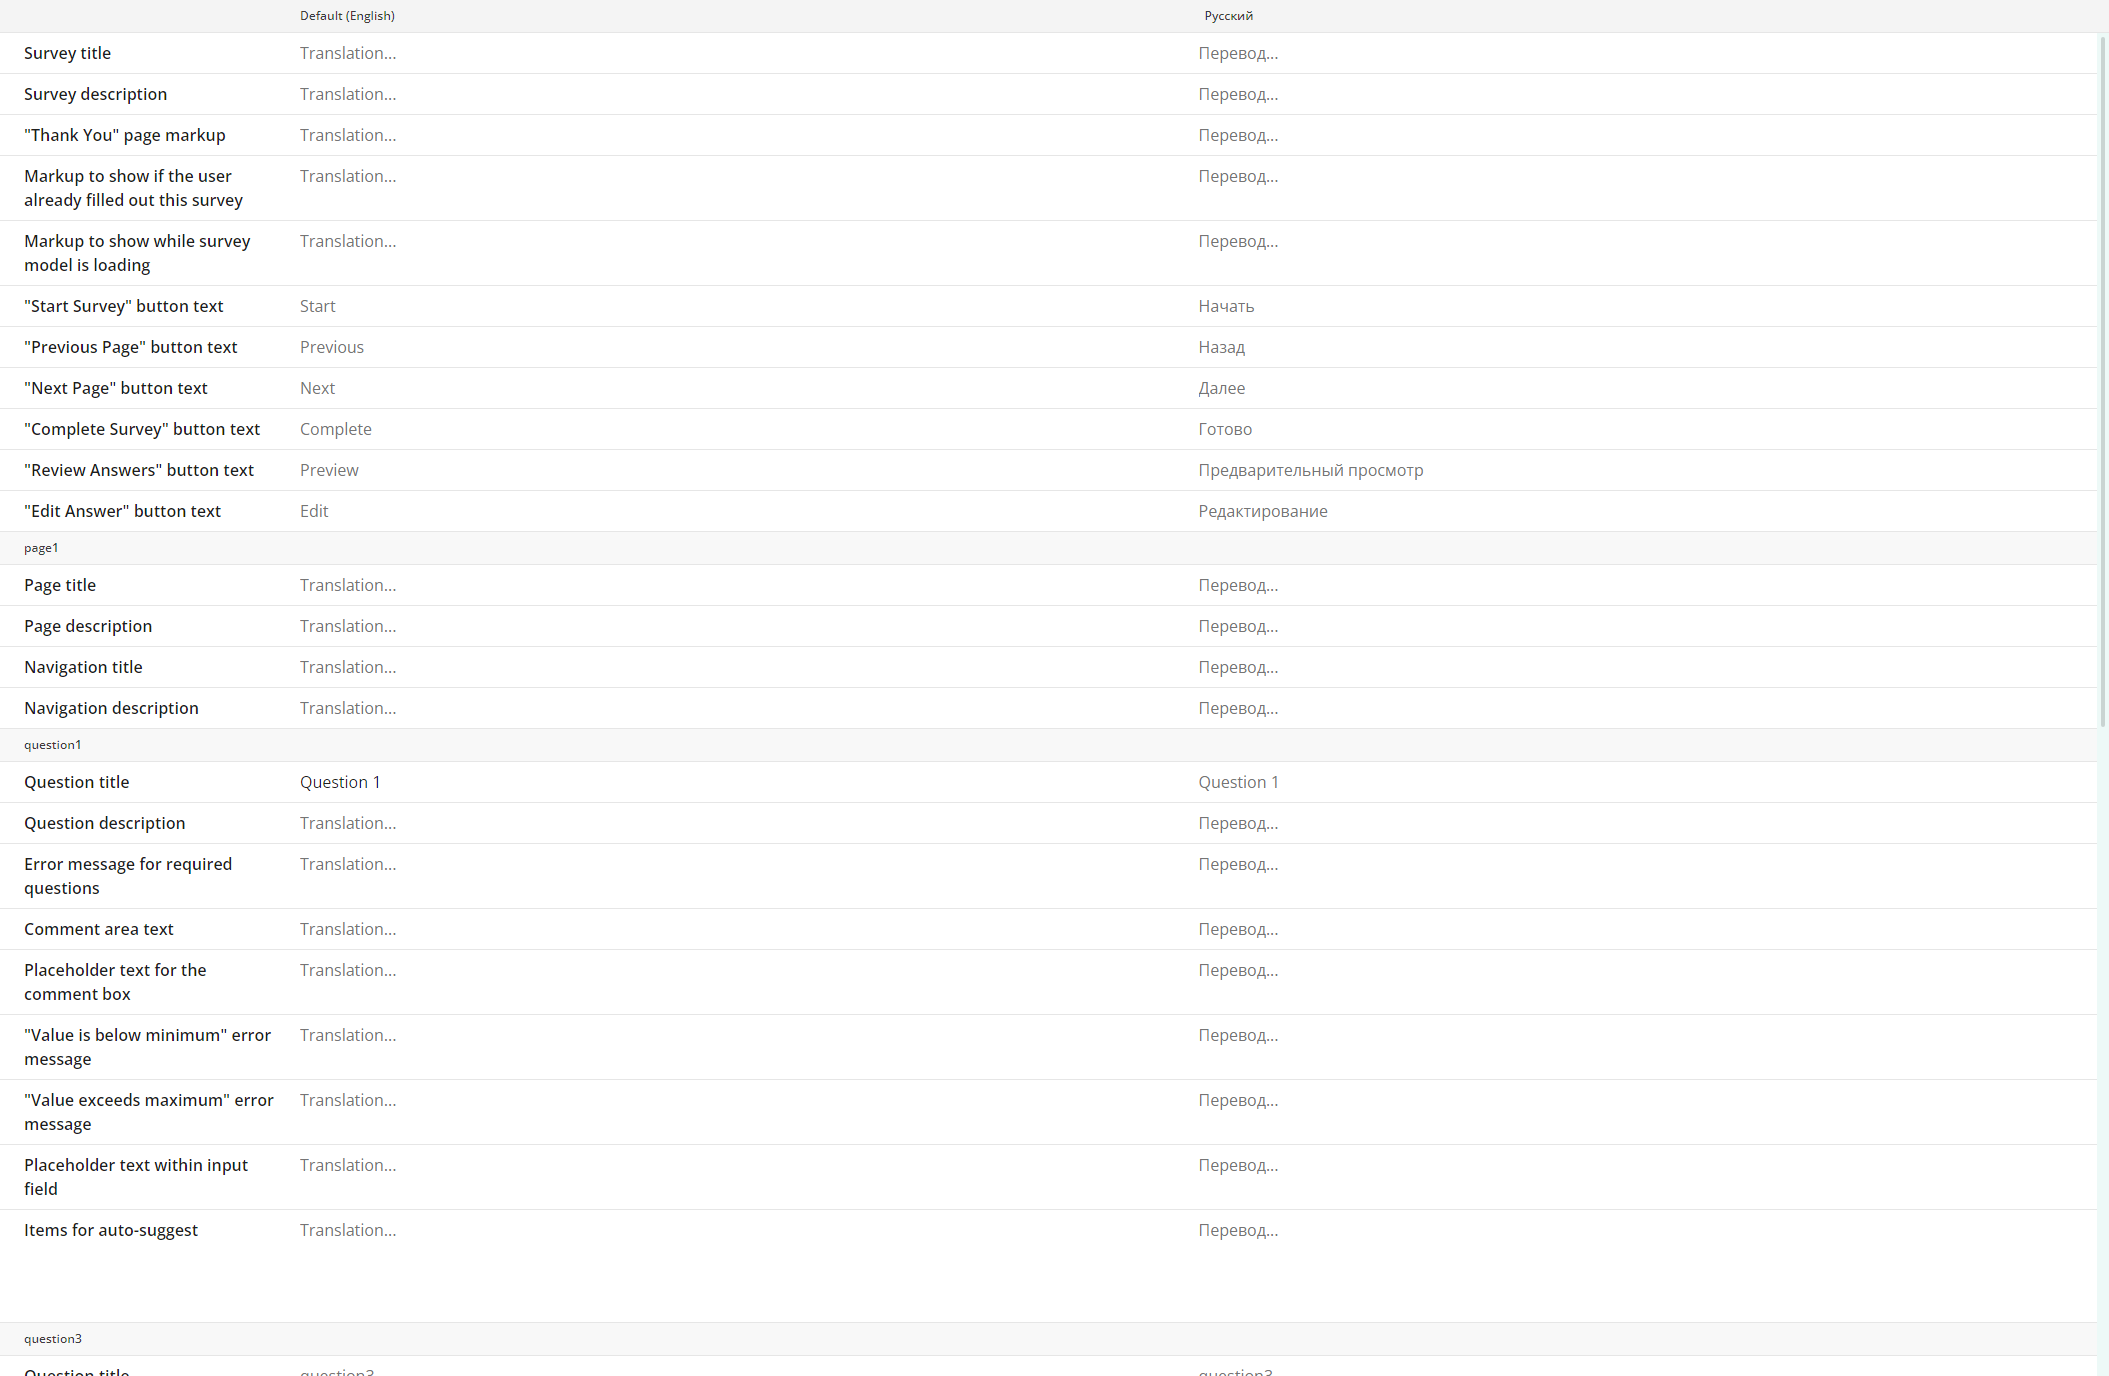 Default (English) Русский
Survey title Translation... Перевод...
Survey description Translation... Перевод...
"Thank You" page markup Translation... Перевод...
Markup to show if the user Translation... Перевод...
already filled out this survey
Markup to show while survey Translation... Перевод...
model is loading
"Start Survey" button text Start Начать
"Previous Page" button text Previous Назад
"Next Page" button text Next Далее
"Complete Survey" button text Complete Готово
"Review Answers" button text Preview Предварительный просмотр
"Edit Answer" button text Edit Редактирование
page1
Page title Translation... Перевод...
Page description Translation... Перевод...
Navigation title Translation... Перевод...
Navigation description Translation... Перевод...
question1
Question title Question 1 Question 1
Question description Translation... Перевод...
Error message for required Translation... Перевод...
questions
Comment area text Translation... Перевод...
Placeholder text for the Translation... Перевод...
comment box
"Value is below minimum" error Translation... Перевод...
message
"Value exceeds maximum" error Translation... Перевод...
message
Placeholder text within input Translation... Перевод...
field
Items for auto-suggest Translation... Перевод...
question3
Question title question3 question3